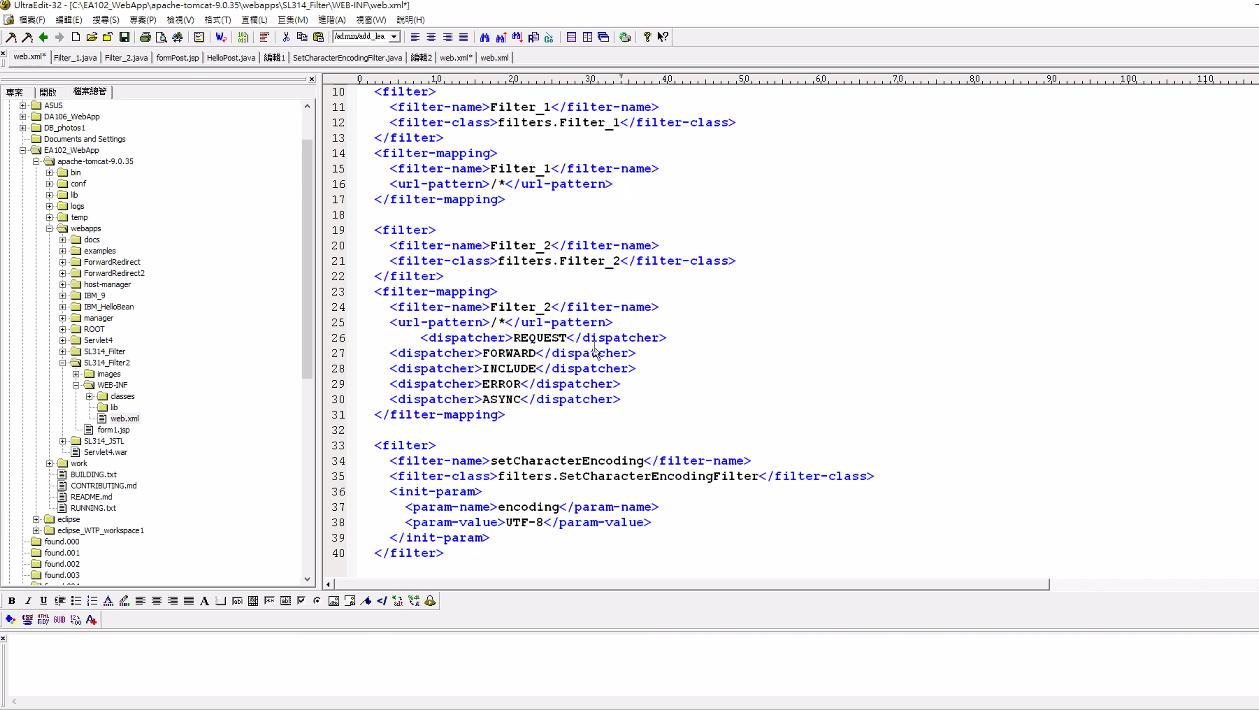 UltraEdit-32 - [C:\EA102_WebApp\apache-tomcat-9.0.35\webapps\SL314_Filter\WEB-INF\web.xml*]
檔案(F) 編輯(E) 搜尋(S) 專案(P) 檢視(V) 格式(T) 直欄(L) 巨集(M) 進階(A) 視窗(W) 說明(H)
/admin/add_lea
web.xml* Filter_1.java Filter_2.java formPost.jsp HelloPost.java 編輯1 SetCharacterEncodingFilter.java 編輯2 web.xml* web.xml
專案 開啟 檔案總管
ASUS
DA106_WebApp
DB_photos1
Documents and Settings
EA102_WebApp
apache-tomcat-9.0.35
bin
conf
lib
logs
temp
webapps
docs
examples
ForwardRedirect
ForwardRedirect2
host-manager
IBM_9
IBM_HelloBean
manager
ROOT
Servlet4
SL314_Filter
SL314_Filter2
images
WEB-INF
classes
lib
web.xml
form1.jsp
SL314_JSTL
Servlet4.war
work
BUILDING.txt
CONTRIBUTING.md
README.md
RUNNING.txt
eclipse
eclipse_WTP_workspace1
found.000
found.001
found.002
found.003
0 10 20 30 40 50 60 70 80 90 100 110
10 <filter>
11 <filter-name>Filter_1</filter-name>
12 <filter-class>filters.Filter_1</filter-class>
13 </filter>
14 <filter-mapping>
15 <filter-name>Filter_1</filter-name>
16 <url-pattern>/*</url-pattern>
17 </filter-mapping>
18
19 <filter>
20 <filter-name>Filter_2</filter-name>
21 <filter-class>filters.Filter_2</filter-class>
22 </filter>
23 <filter-mapping>
24 <filter-name>Filter_2</filter-name>
25 <url-pattern>/*</url-pattern>
26 <dispatcher>REQUEST</dispatcher>
27 <dispatcher>FORWARD</dispatcher>
28 <dispatcher>INCLUDE</dispatcher>
29 <dispatcher>ERROR</dispatcher>
30 <dispatcher>ASYNC</dispatcher>
31 </filter-mapping>
32
33 <filter>
34 <filter-name>setCharacterEncoding</filter-name>
35 <filter-class>filters.SetCharacterEncodingFilter</filter-class>
36 <init-param>
37 <param-name>encoding</param-name>
38 <param-value>UTF-8</param-value>
39 </init-param>
40 </filter>